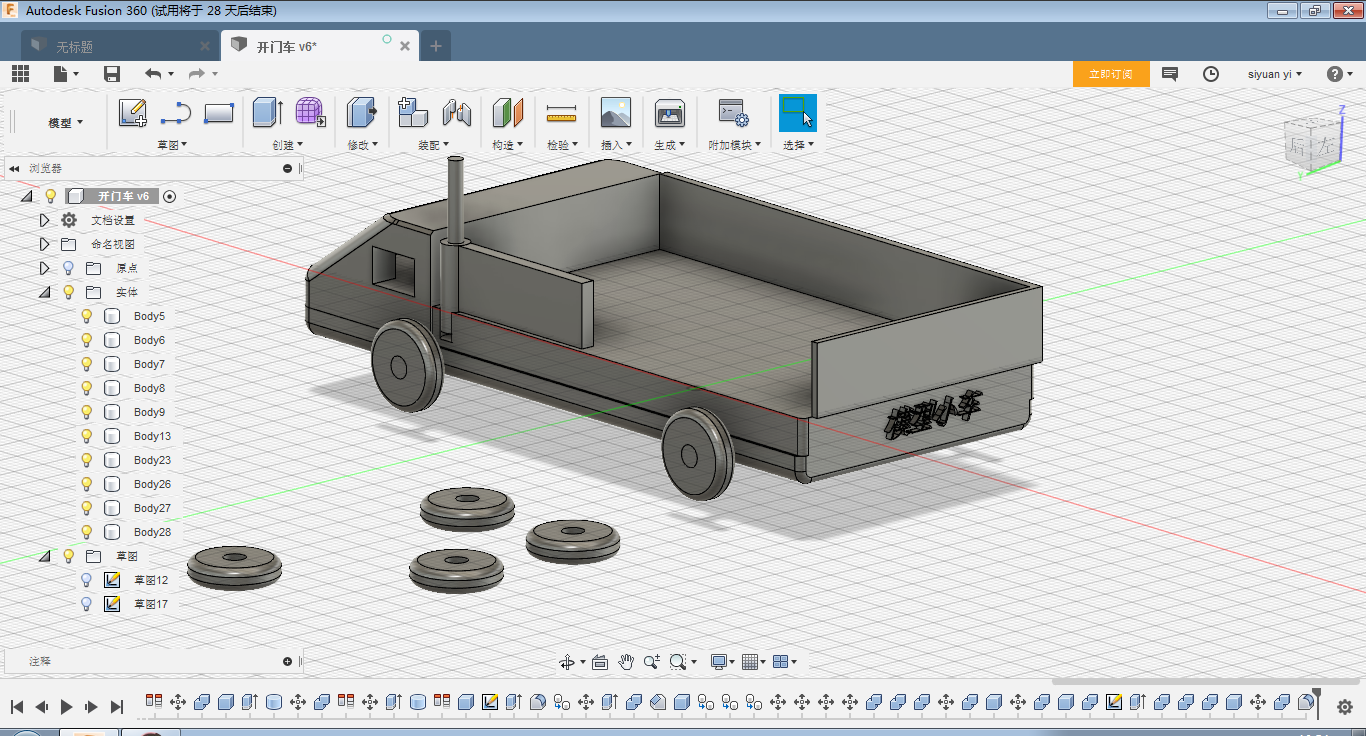 Autodesk Fusion 360 (试用将于 28 天后结束)
无标题
开门车 v6*
立即订阅
siyuan yi
模型
草图
创建
修改
装配
构造
检验
插入
生成
附加模块
选择
Z
后
左
Y
浏览器
开门车 v6
文档设置
命名视图
原点
实体
Body5
Body6
Body7
Body8
Body9
Body13
Body23
Body26
Body27
Body28
草图
草图12
草图17
模型小车
注释